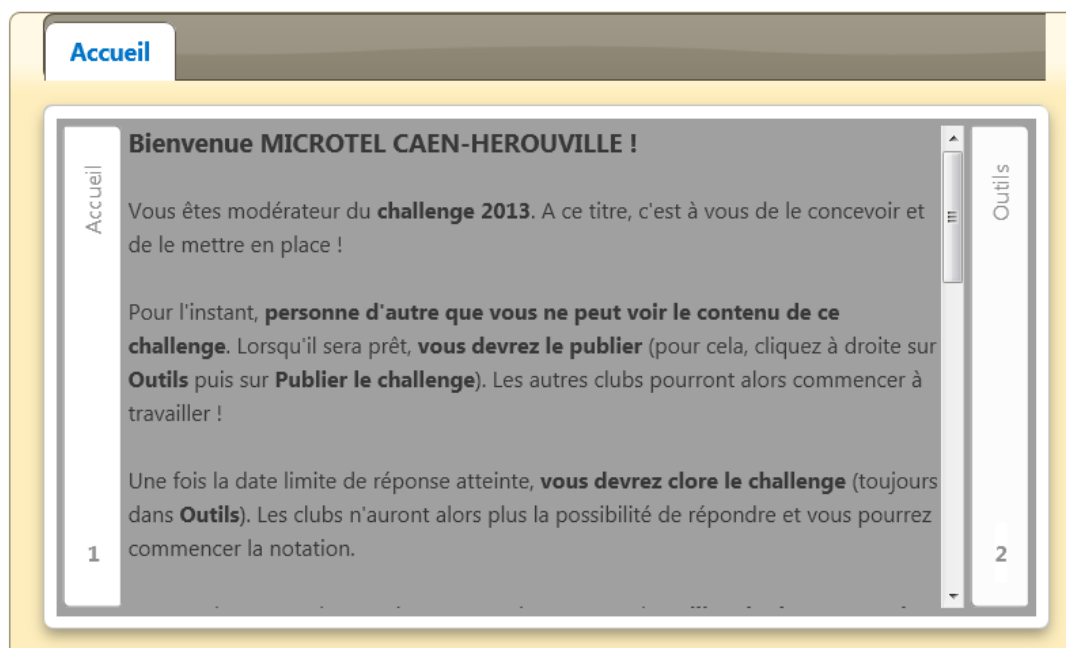 Accueil
Accueil
1
Bienvenue MICROTEL CAEN-HEROUVILLE !
Vous êtes modérateur du challenge 2013. A ce titre, c'est à vous de le concevoir et
de le mettre en place !
Pour l'instant, personne d'autre que vous ne peut voir le contenu de ce
challenge. Lorsqu'il sera prêt, vous devrez le publier (pour cela, cliquez à droite sur
Outils puis sur Publier le challenge). Les autres clubs pourront alors commencer à
travailler !
Une fois la date limite de réponse atteinte, vous devrez clore le challenge (toujours
dans Outils). Les clubs n'auront alors plus la possibilité de répondre et vous pourrez
commencer la notation.
Outils
2